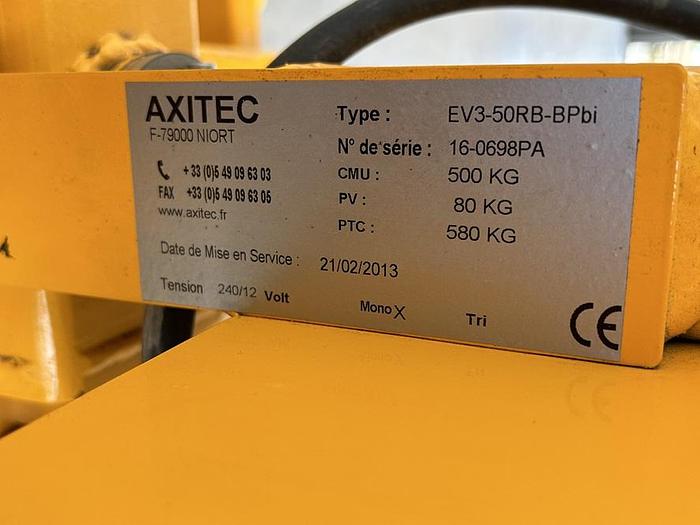 AXITEC
F-79000 NIORT
+ 33 (0)5 49 09 63 03
FAX +33 (0)5 49 09 63 05
www.axitec.fr
Type : EV3-50RB-BPbi
N° de série : 16-0698PA
CMU : 500 KG
PV : 80 KG
PTC : 580 KG
Date de Mise en Service : 21/02/2013
Tension 240/12 Volt Mono X Tri
CE